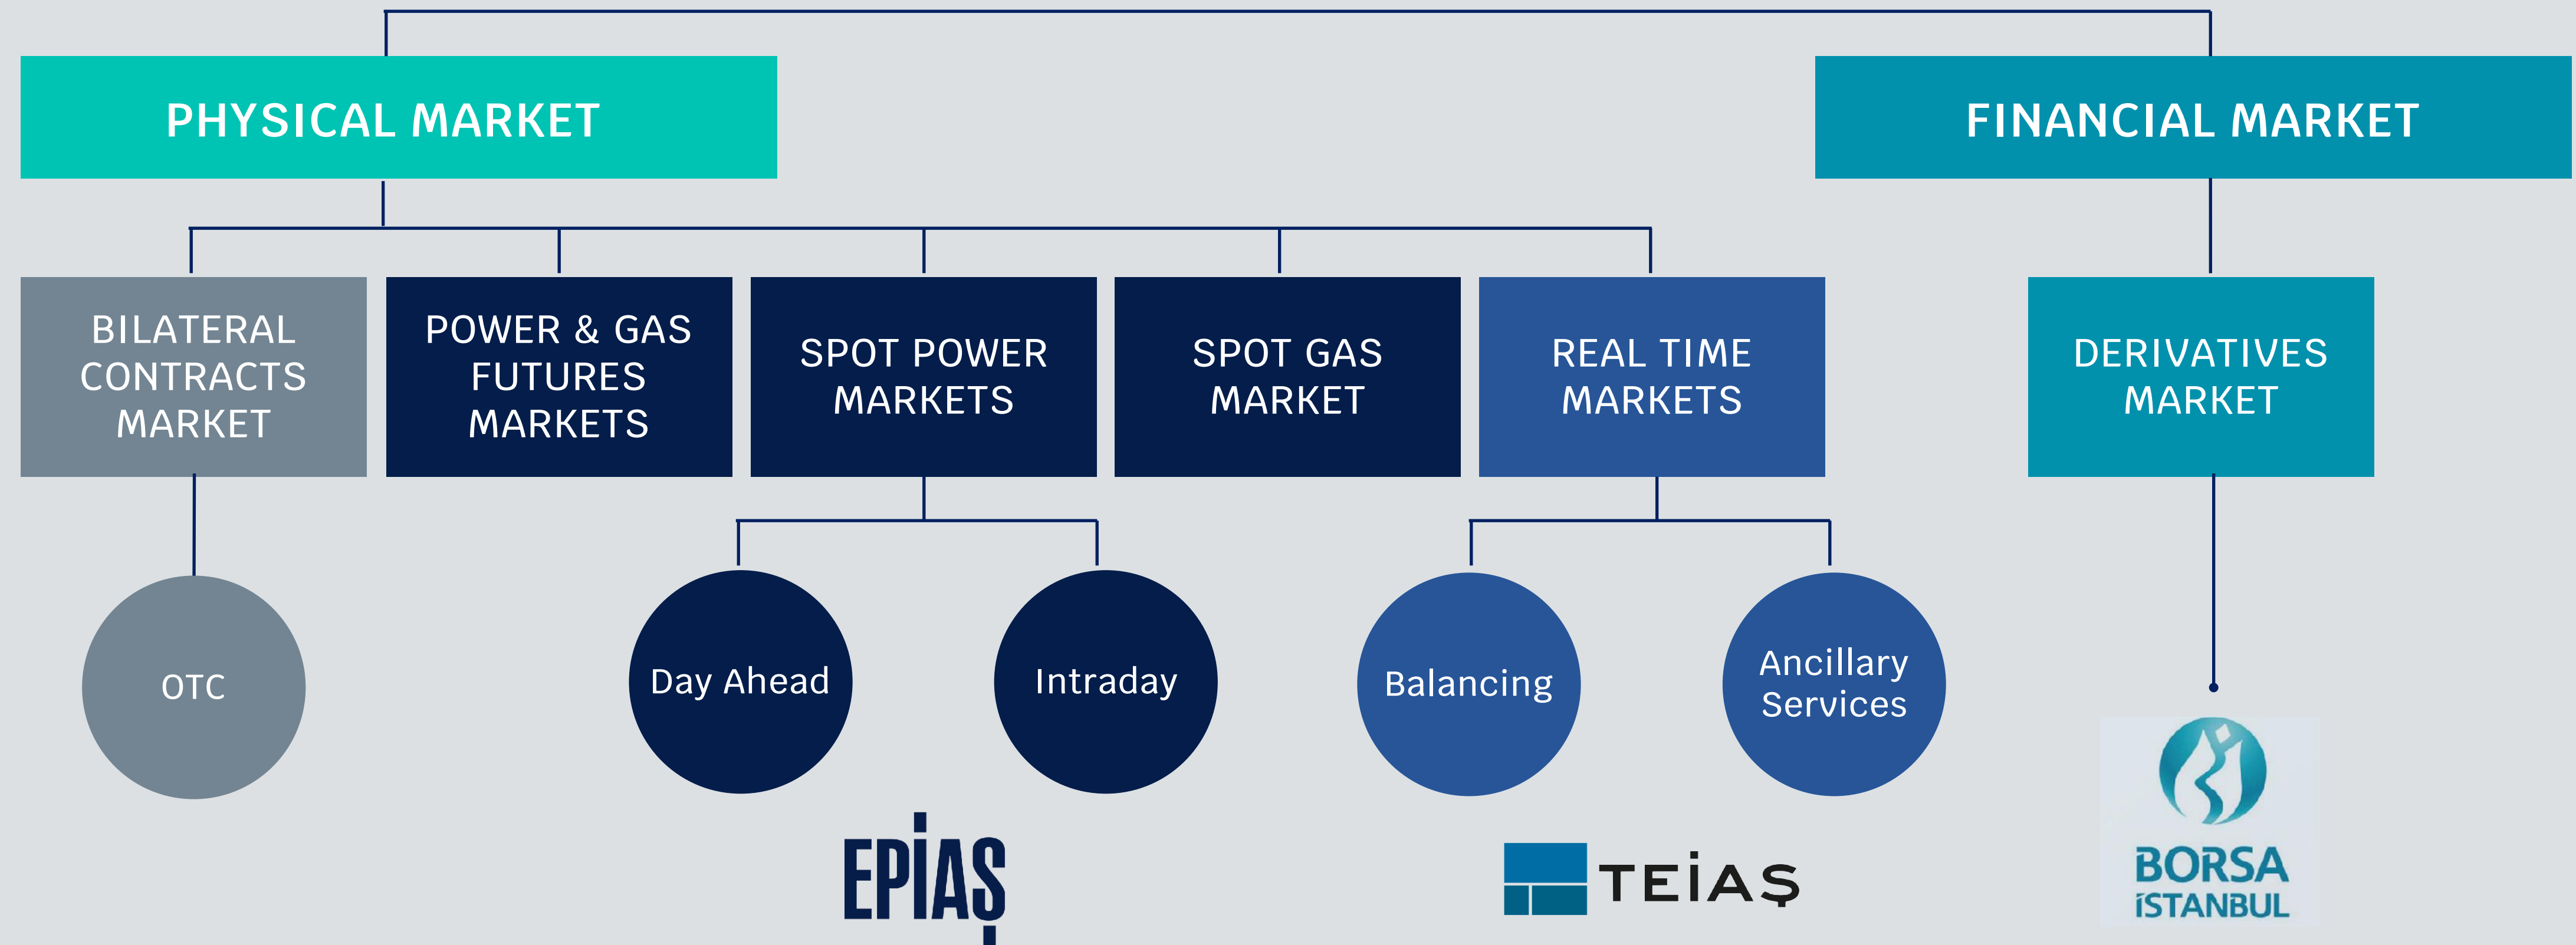 PHYSICAL MARKET
FINANCIAL MARKET
BILATERAL
CONTRACTS
MARKET
POWER & GAS
FUTURES
MARKETS
SPOT POWER
MARKETS
SPOT GAS
MARKET
REAL TIME
MARKETS
DERIVATIVES
MARKET
OTC
Day Ahead
Intraday
Balancing
Ancillary
Services
EPİAŞ
TEİAŞ
BORSA
İSTANBUL